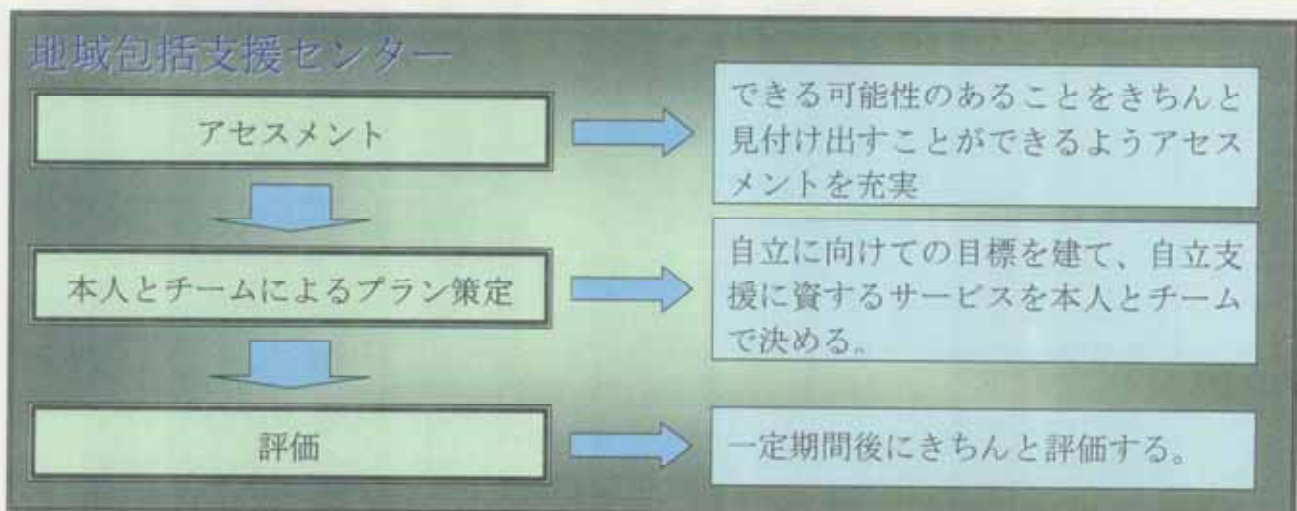 地域包括支援センター
アセスメント
できる可能性のあることをきちんと
見付け出すことができるようアセス
メントを充実
本人とチームによるプラン策定
自立に向けての目標を建て、自立支
援に資するサービスを本人とチーム
で決める。
評価
一定期間後にきちんと評価する。